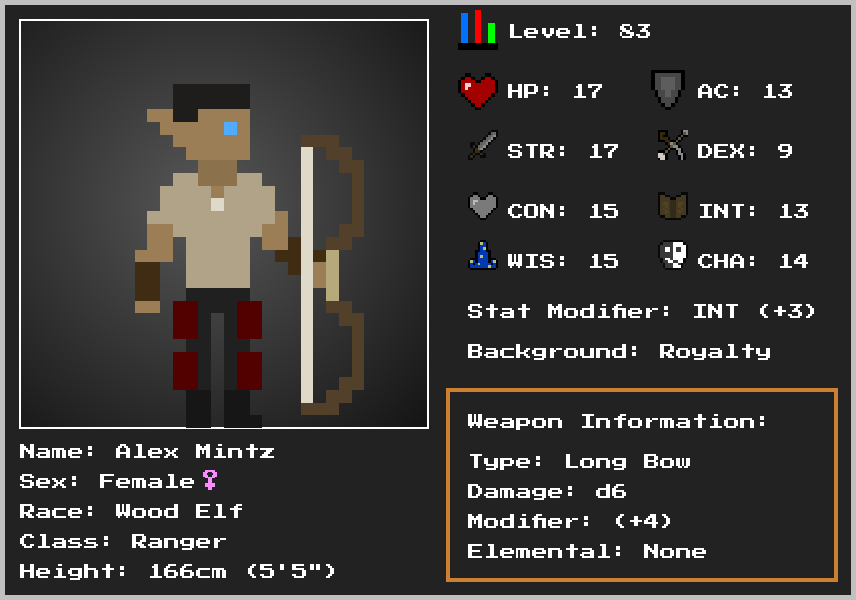 Level: 83
HP: 17 AC: 13
STR: 17 DEX: 9
CON: 15 INT: 13
WIS: 15 CHA: 14
Stat Modifier: INT (+3)
Background: Royalty
Weapon Information:
Type: Long Bow
Damage: d6
Modifier: (+4)
Elemental: None
Name: Alex Mintz
Sex: Female♀
Race: Wood Elf
Class: Ranger
Height: 166cm (5'5")